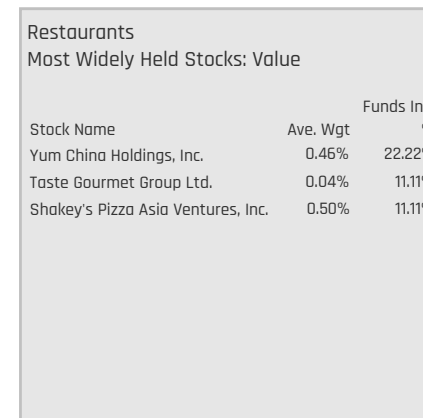 Restaurants
Most Widely Held Stocks: Value
Funds In
Stock Name Ave. Wgt
Yum China Holdings, Inc. 0.46% 22.22%
Taste Gourmet Group Ltd. 0.04% 11.11%
Shakey's Pizza Asia Ventures, Inc. 0.50% 11.11%